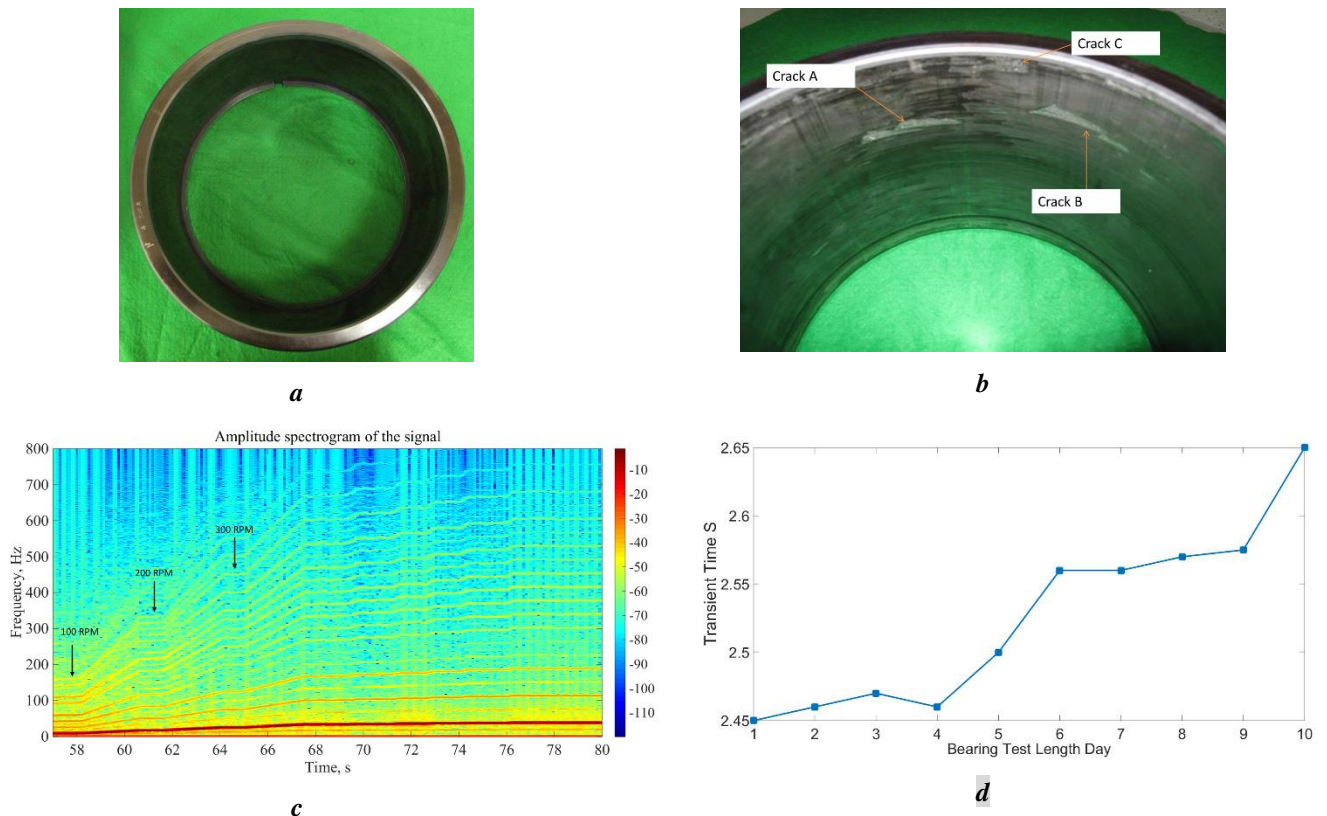 Crack C
Crack A
Crack B
a
b
Amplitude spectrogram of the signal
800
700
600
500
400
300
200
100
0
Frequency, Hz
100 RPM
200 RPM
300 RPM
-10
-20
-30
-40
-50
-60
-70
-80
-90
-100
-110
58 60 62 64 66 68 70 72 74 76 78 80
Time, s
c
2.65
2.6
2.55
2.5
2.45
Transient Time S
1 2 3 4 5 6 7 8 9 10
Bearing Test Length Day
d